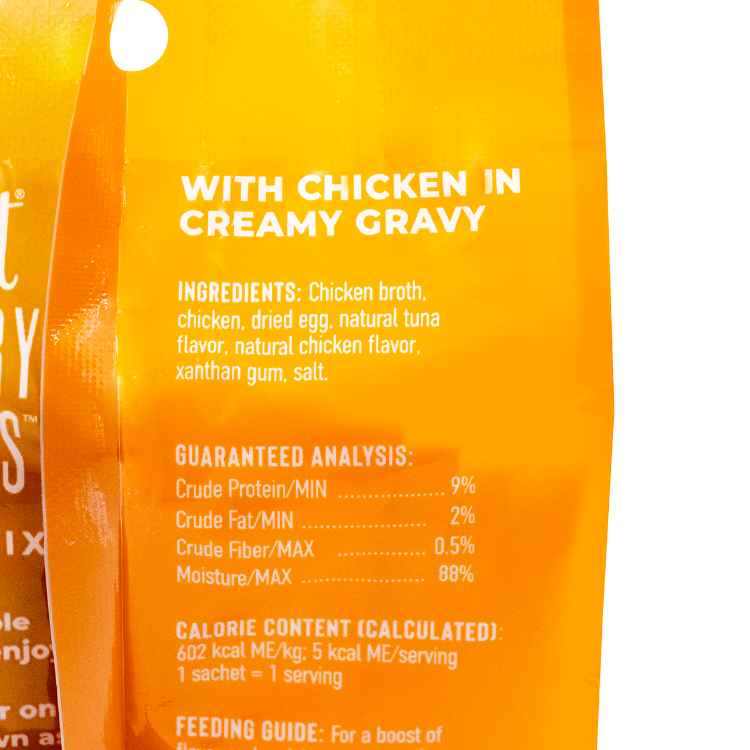 WITH CHICKEN IN
CREAMY GRAVY
INGREDIENTS: Chicken broth,
chicken, dried egg, natural tuna
flavor, natural chicken flavor,
xanthan gum, salt.
GUARANTEED ANALYSIS:
Crude Protein/MIN .................. 9%
Crude Fat/MIN ..................... 2%
Crude Fiber/MAX ............... 0.5%
Moisture/MAX ..................... 88%
CALORIE CONTENT (CALCULATED):
602 kcal ME/kg; 5 kcal ME/serving
1 sachet = 1 serving
FEEDING GUIDE: For a boost of